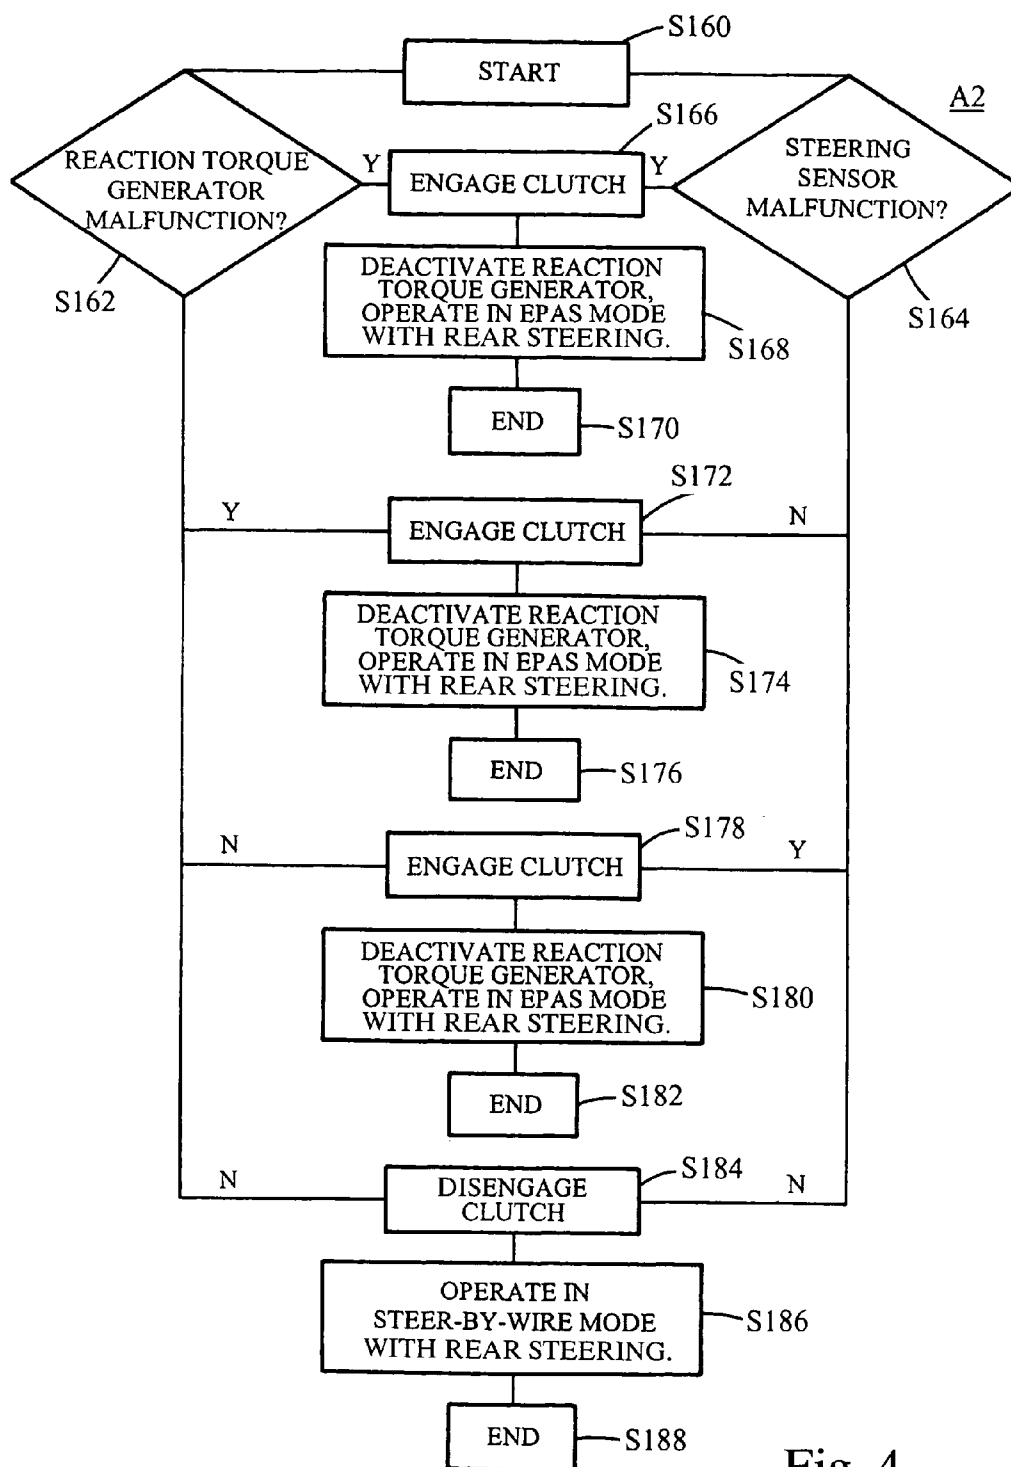 S160
START
A2
S166
REACTION TORQUE
GENERATOR
MALFUNCTION?
Y
ENGAGE CLUTCH
Y
STEERING
SENSOR
MALFUNCTION?
S162
DEACTIVATE REACTION
TORQUE GENERATOR,
OPERATE IN EPAS MODE
WITH REAR STEERING.
S168
S164
END
S170
S172
Y
ENGAGE CLUTCH
N
DEACTIVATE REACTION
TORQUE GENERATOR,
OPERATE IN EPAS MODE
WITH REAR STEERING.
S174
END
S176
S178
N
ENGAGE CLUTCH
Y
DEACTIVATE REACTION
TORQUE GENERATOR,
OPERATE IN EPAS MODE
WITH REAR STEERING.
S180
END
S182
S184
N
DISENGAGE
CLUTCH
N
OPERATE IN
STEER-BY-WIRE MODE
WITH REAR STEERING.
S186
END
S188
Fig. 4